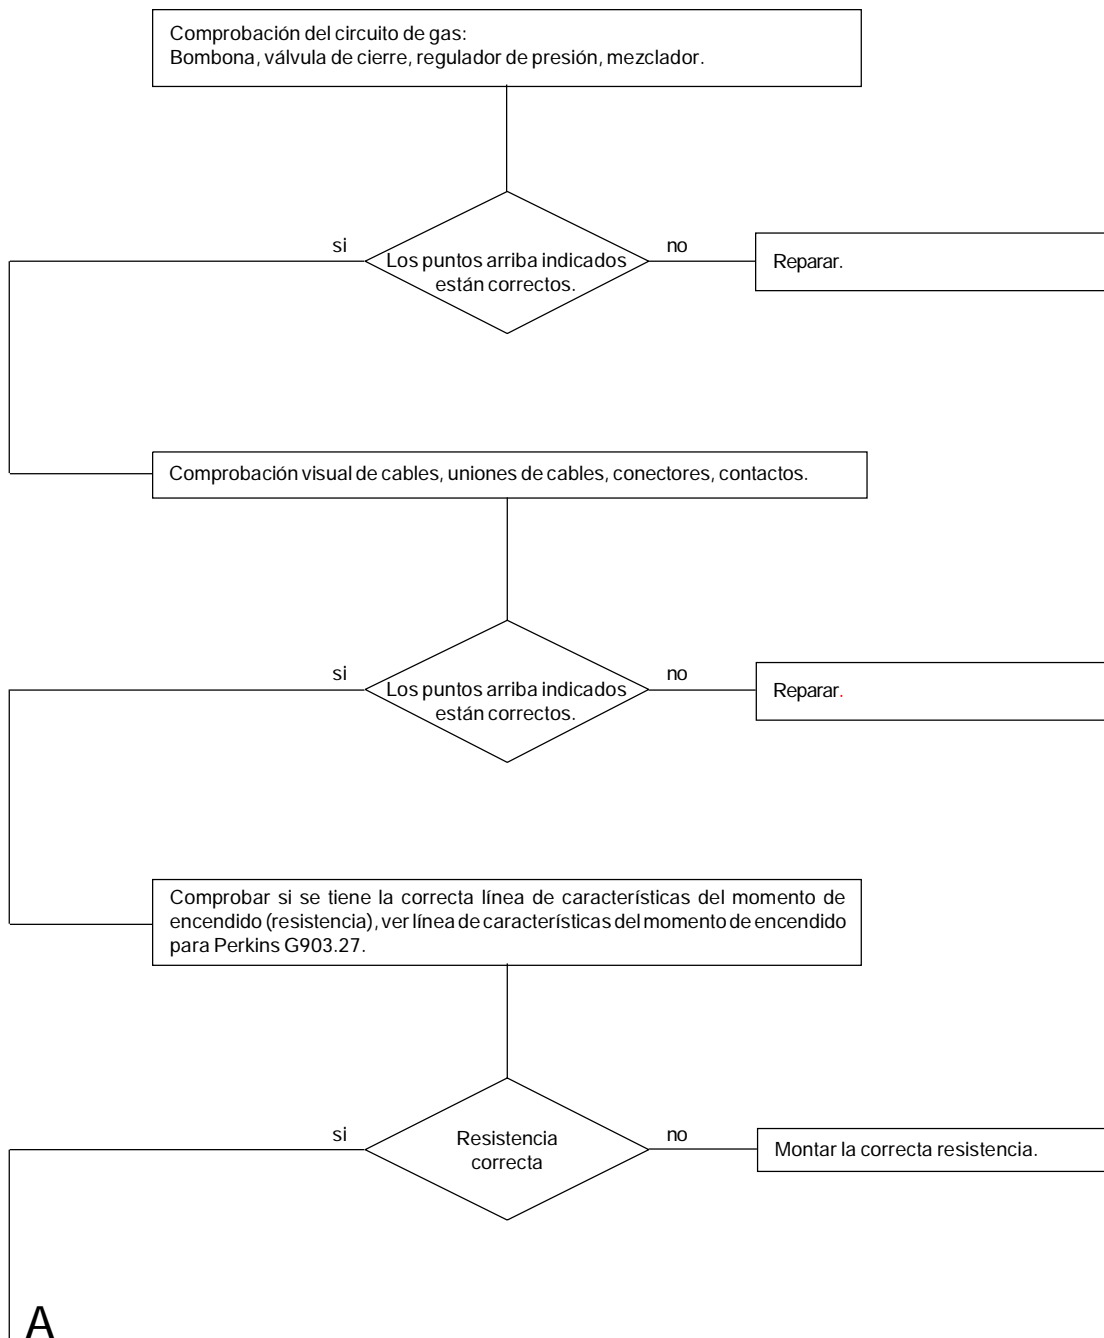 Comprobación del circuito de gas:
Bombona, válvula de cierre, regulador de presión, mezclador.
si
no
Los puntos arriba indicados
están correctos.
Reparar.
Comprobación visual de cables, uniones de cables, conectores, contactos.
si
no
Los puntos arriba indicados
están correctos.
Reparar.
Comprobar si se tiene la correcta línea de características del momento de
encendido (resistencia), ver línea de características del momento de encendido
para Perkins G903.27.
si
no
Resistencia
correcta
Montar la correcta resistencia.
A